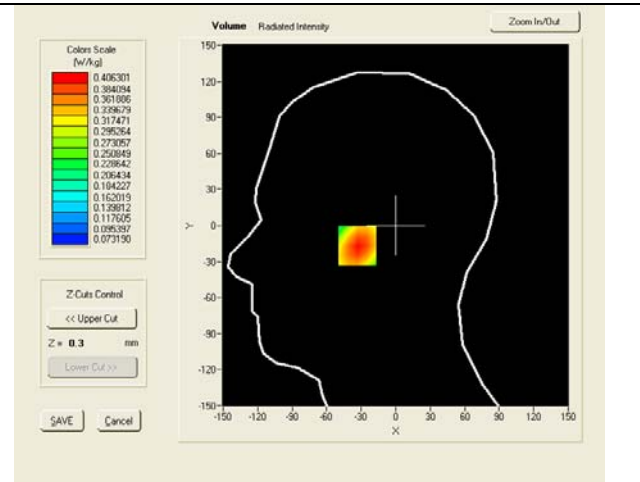 Volume Radiated Intensity
Zoom In/Out
Colors Scale
(W/kg)
0.406301
0.384094
0.361886
0.339679
0.317471
0.295264
0.273057
0.250849
0.228642
0.206434
0.184227
0.162019
0.139812
0.117605
0.095397
0.073190
Z-Cuts Control
<< Upper Cut
Z = 0.3 mm
Lower Cut >>
SAVE Cancel
150
120
90
60
30
0
-30
-60
-90
-120
-150
Y
-150 -120 -90 -60 -30 0 30 60 90 120 150
X